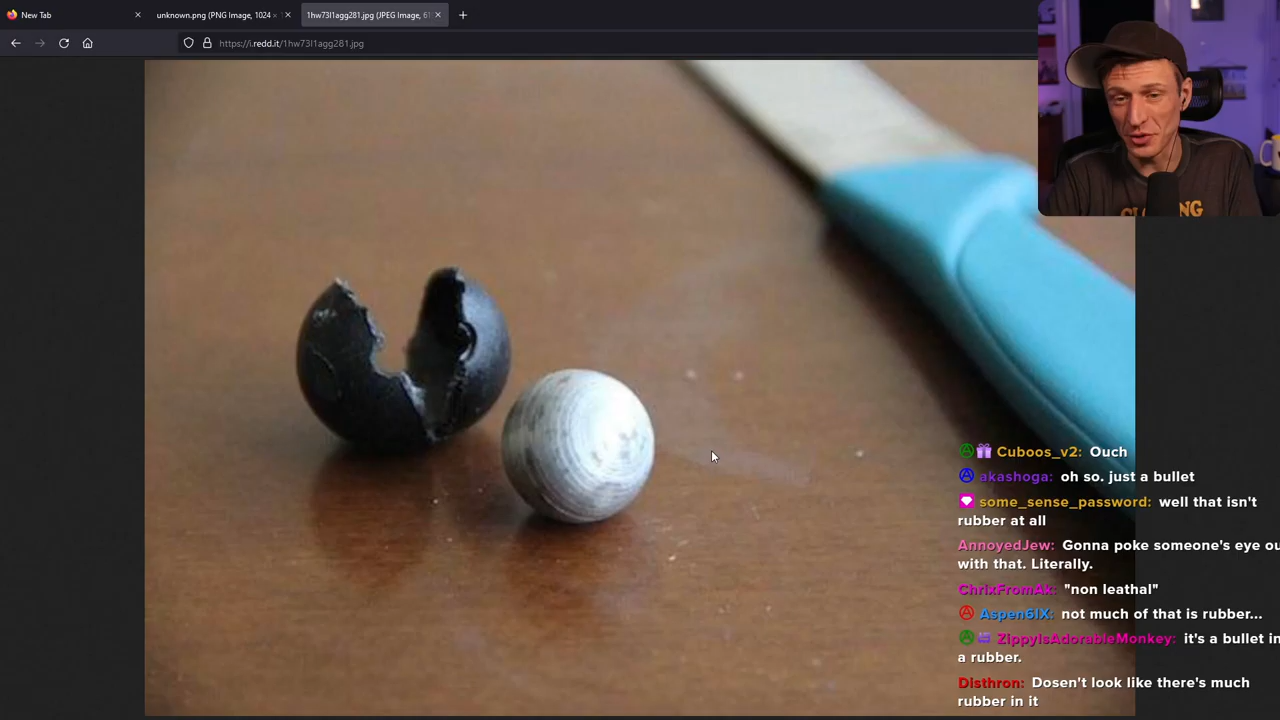 New Tab
unknown.png (PNG Image, 1024 ×
1hw73l1agg281.jpg (JPEG Image, 61
https://i.redd.it/1hw73l1agg281.jpg
Cuboos_v2: Ouch
akashoga: oh so. just a bullet
some_sense_password: well that isn't
rubber at all
AnnoyedJew: Gonna poke someone's eye ou
with that. Literally.
ChrixFromAk: "non leathal"
Aspen6IX: not much of that is rubber...
ZippyIsAdorableMonkey: it's a bullet in
a rubber.
Disthron: Dosen't look like there's much
rubber in it